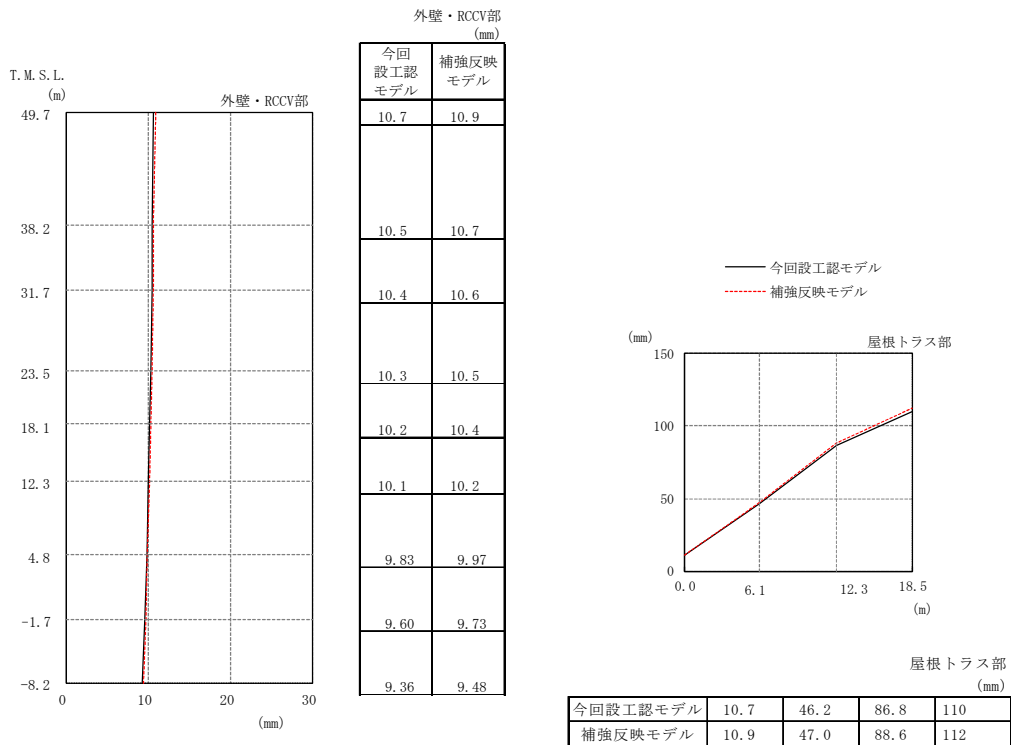 外壁・RCCV部
(mm)
今回
設工認
モデル
補強反映
モデル
10.7 10.9
10.5 10.7
10.4 10.6
10.3 10.5
10.2 10.4
10.1 10.2
9.83 9.97
9.60 9.73
9.36 9.48
T.M.S.L.
(m)
外壁・RCCV部
49.7
38.2
31.7
23.5
18.1
12.3
4.8
-1.7
-8.2
0 10 20 30
(mm)
今回設工認モデル
補強反映モデル
(mm)
屋根トラス部
150
100
50
0
0.0 6.1 12.3 18.5
(m)
屋根トラス部
(mm)
今回設工認モデル 10.7 46.2 86.8 110
補強反映モデル 10.9 47.0 88.6 112